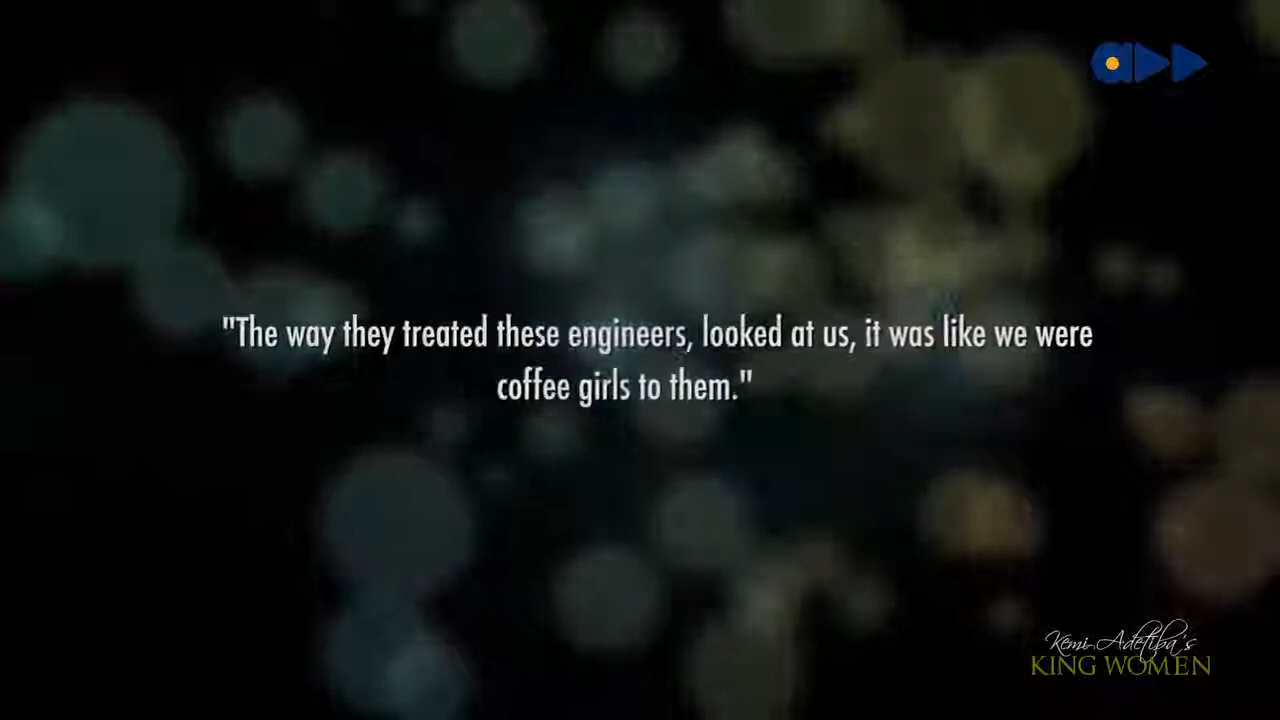 "The way they treated these engineers, looked at us, it was like we were
coffee girls to them."
Kemi Adetiba's
KING WOMEN